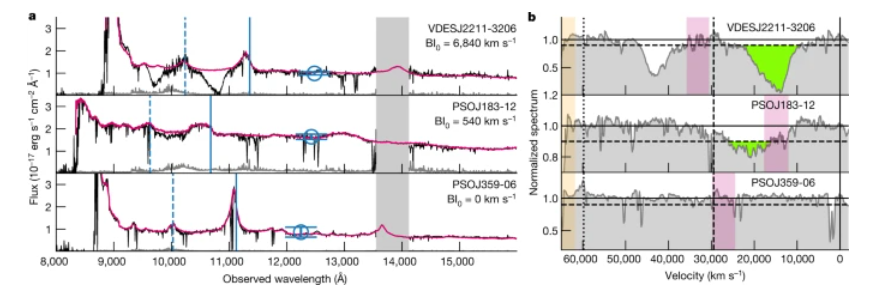 a
VDESJ2211-3206
BI0 = 6,840 km s−1
3
2
1
PSOJ183-12
BI0 = 540 km s−1
3
2
1
PSOJ359-06
BI0 = 0 km s−1
3
2
1
Flux (10−17 erg s−1 cm−2 Å−1)
8,000 9,000 10,000 11,000 12,000 13,000 14,000 15,000
Observed wavelength (Å)
b
VDESJ2211-3206
1.0
0.5
1.2
PSOJ183-12
1.0
0.8
PSOJ359-06
1.0
0.5
Normalized spectrum
60,000 50,000 40,000 30,000 20,000 10,000 0
Velocity (km s−1)